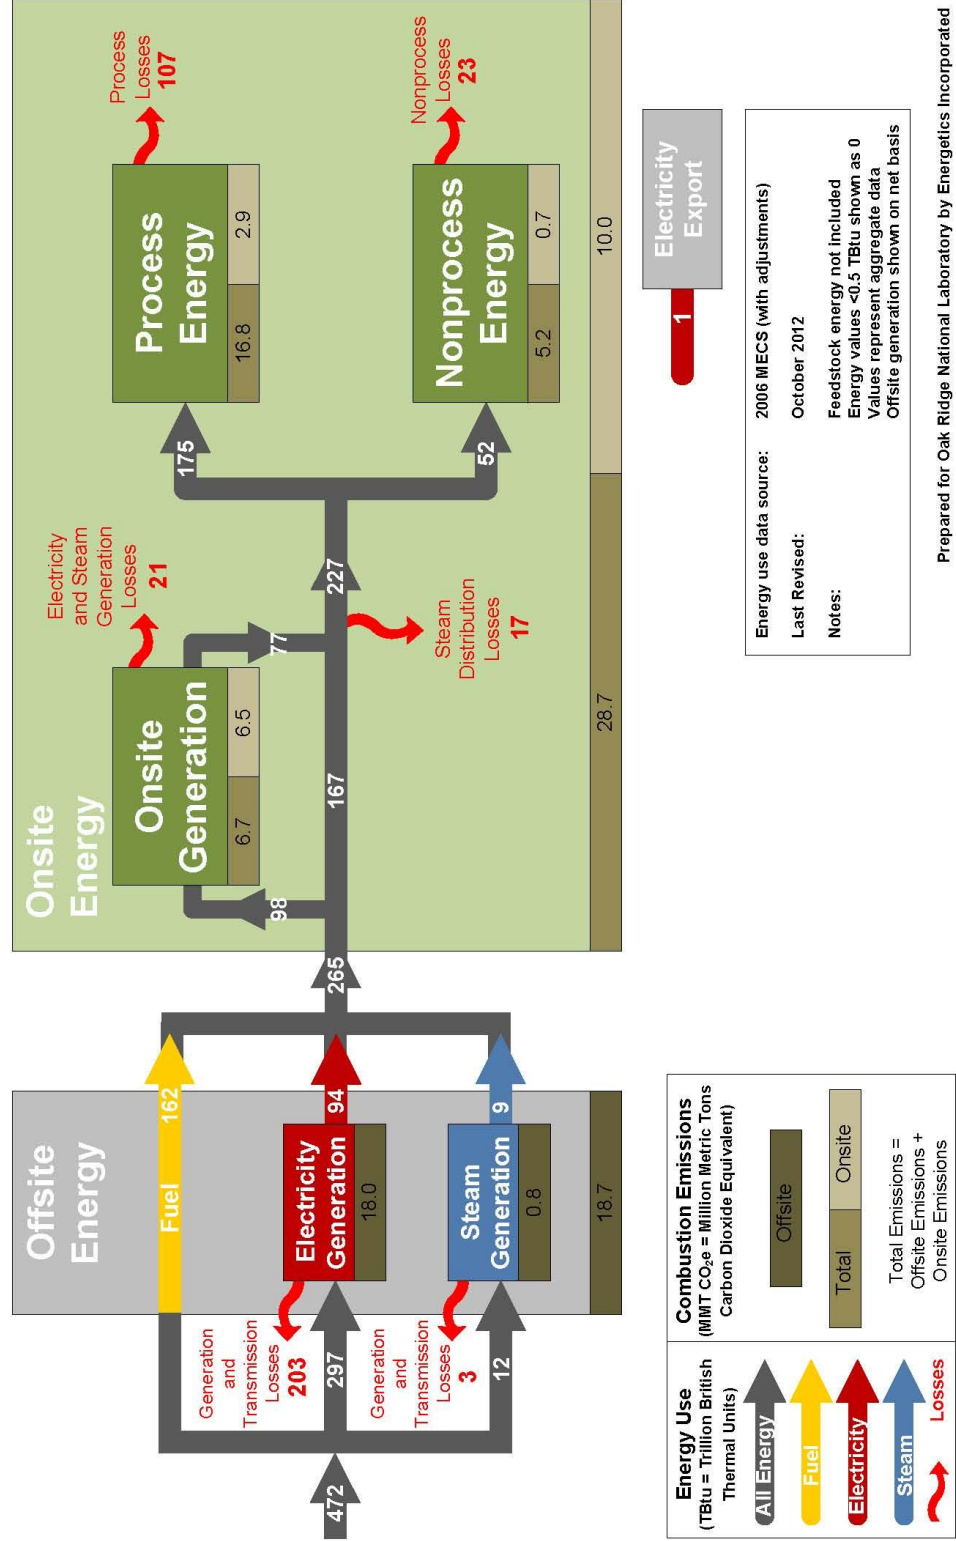 Offsite
Energy
Fuel
162
Electricity
Generation
18.0
94
Steam
Generation
0.8
9
18.7
472
297
12
Generation
and
Transmission
Losses
203
Generation
and
Transmission
Losses
3
265
Onsite
Energy
98
Onsite
Generation
6.7
6.5
Electricity
and Steam
Generation
Losses
21
77
167
227
Steam
Distribution
Losses
17
175
52
Process
Energy
16.8
2.9
Process
Losses
107
Nonprocess
Energy
5.2
0.7
Nonprocess
Losses
23
28.7
10.0
1
Electricity
Export
Energy Use
(TBtu = Trillion British
Thermal Units)
All Energy
Fuel
Electricity
Steam
Losses
Combustion Emissions
(MMT CO₂e = Million Metric Tons
Carbon Dioxide Equivalent)
Offsite
Total
Onsite
Total Emissions =
Offsite Emissions +
Onsite Emissions
Energy use data source: 2006 MECS (with adjustments)
Last Revised: October 2012
Notes: Feedstock energy not included
Energy values <0.5 TBtu shown as 0
Values represent aggregate data
Offsite generation shown on net basis
Prepared for Oak Ridge National Laboratory by Energetics Incorporated